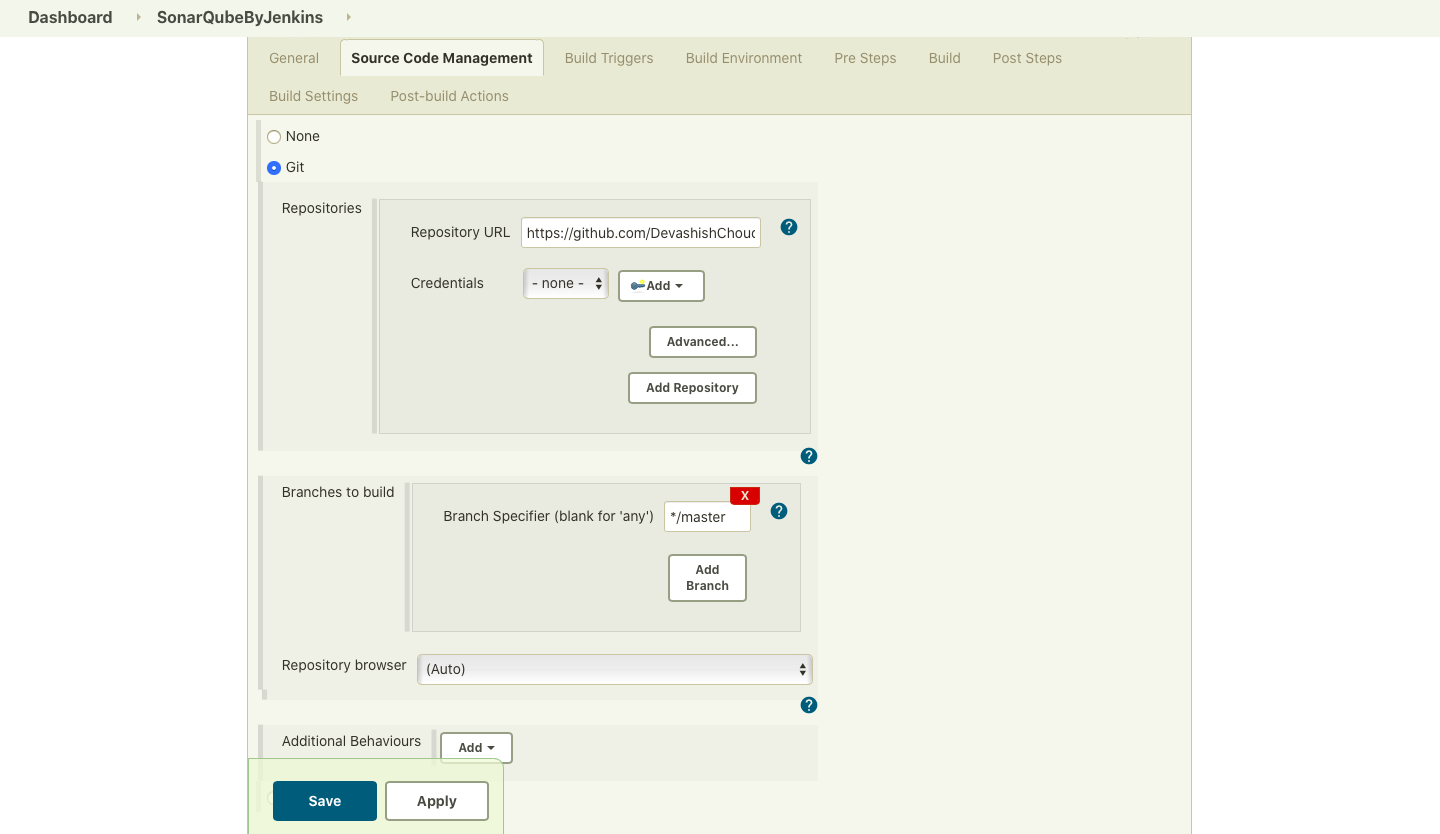 Dashboard SonarQubeByJenkins
General Source Code Management Build Triggers Build Environment Pre Steps Build Post Steps
Build Settings Post-build Actions
None
Git
Repositories
Repository URL https://github.com/DevashishChoud ?
Credentials - none - Add
Advanced...
Add Repository
?
Branches to build
X
Branch Specifier (blank for 'any') */master ?
Add
Branch
Repository browser (Auto)
?
Additional Behaviours Add
Save Apply